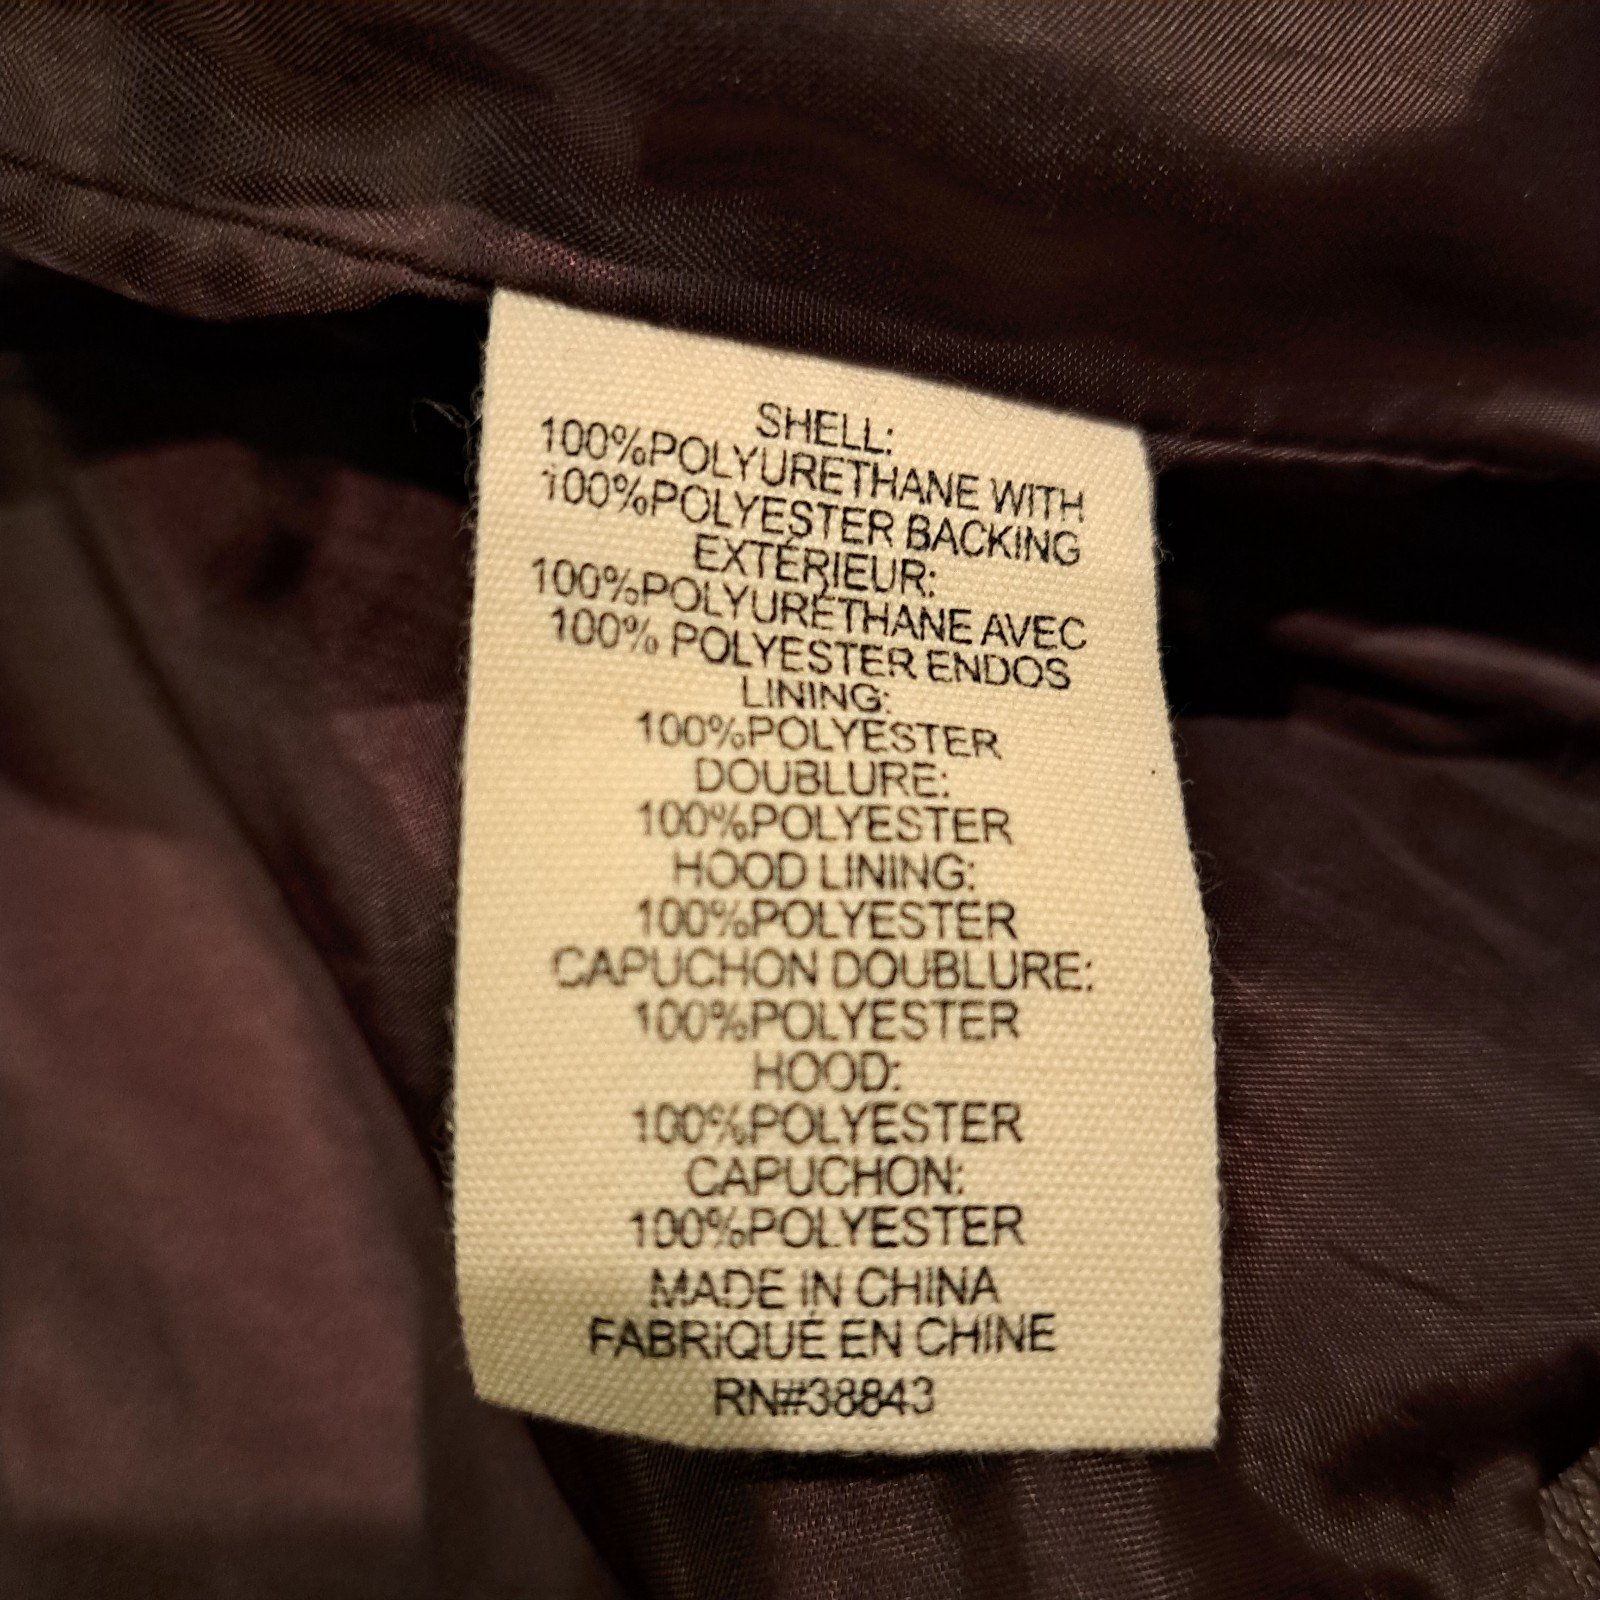 SHELL:
100%POLYURETHANE WITH
100%POLYESTER BACKING
EXTÉRIEUR:
100%POLYURÉTHANE AVEC
100% POLYESTER ENDOS
LINING:
100%POLYESTER
DOUBLURE:
100%POLYESTER
HOOD LINING:
100%POLYESTER
CAPUCHON DOUBLURE:
100%POLYESTER
HOOD:
100%POLYESTER
CAPUCHON:
100%POLYESTER
MADE IN CHINA
FABRIQUÉ EN CHINE
RN#38843